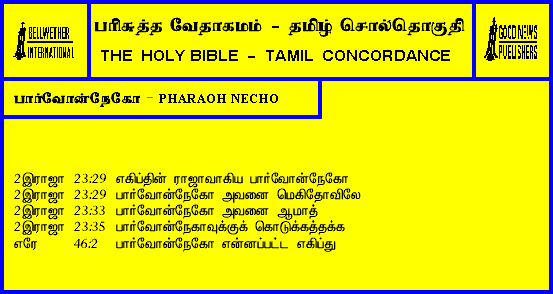 BELLWETHER
INTERNATIONAL
பரிசுத்த வேதாகமம் - தமிழ் சொல்தொகுதி
THE HOLY BIBLE - TAMIL CONCORDANCE
GOOD NEWS
PUBLISHERS
பார்வோன்நேகோ - PHARAOH NECHO
2இராஜா 23:29 எகிப்தின் ராஜாவாகிய பார்வோன்நேகோ
2இராஜா 23:29 பார்வோன்நேகோ அவனை மெகிதோவிலே
2இராஜா 23:33 பார்வோன்நேகோ அவனை ஆமாத்
2இராஜா 23:35 பார்வோன்நேகாவுக்குக் கொடுக்கத்தக்க
எரே 46:2 பார்வோன்நேகோ என்னப்பட்ட எகிப்து